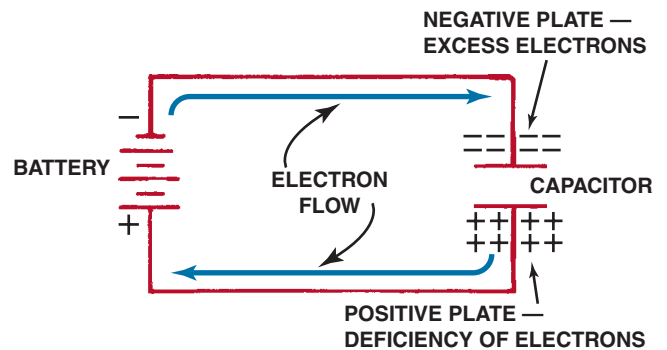 NEGATIVE PLATE —
EXCESS ELECTRONS
BATTERY
ELECTRON
FLOW
CAPACITOR
POSITIVE PLATE —
DEFICIENCY OF ELECTRONS